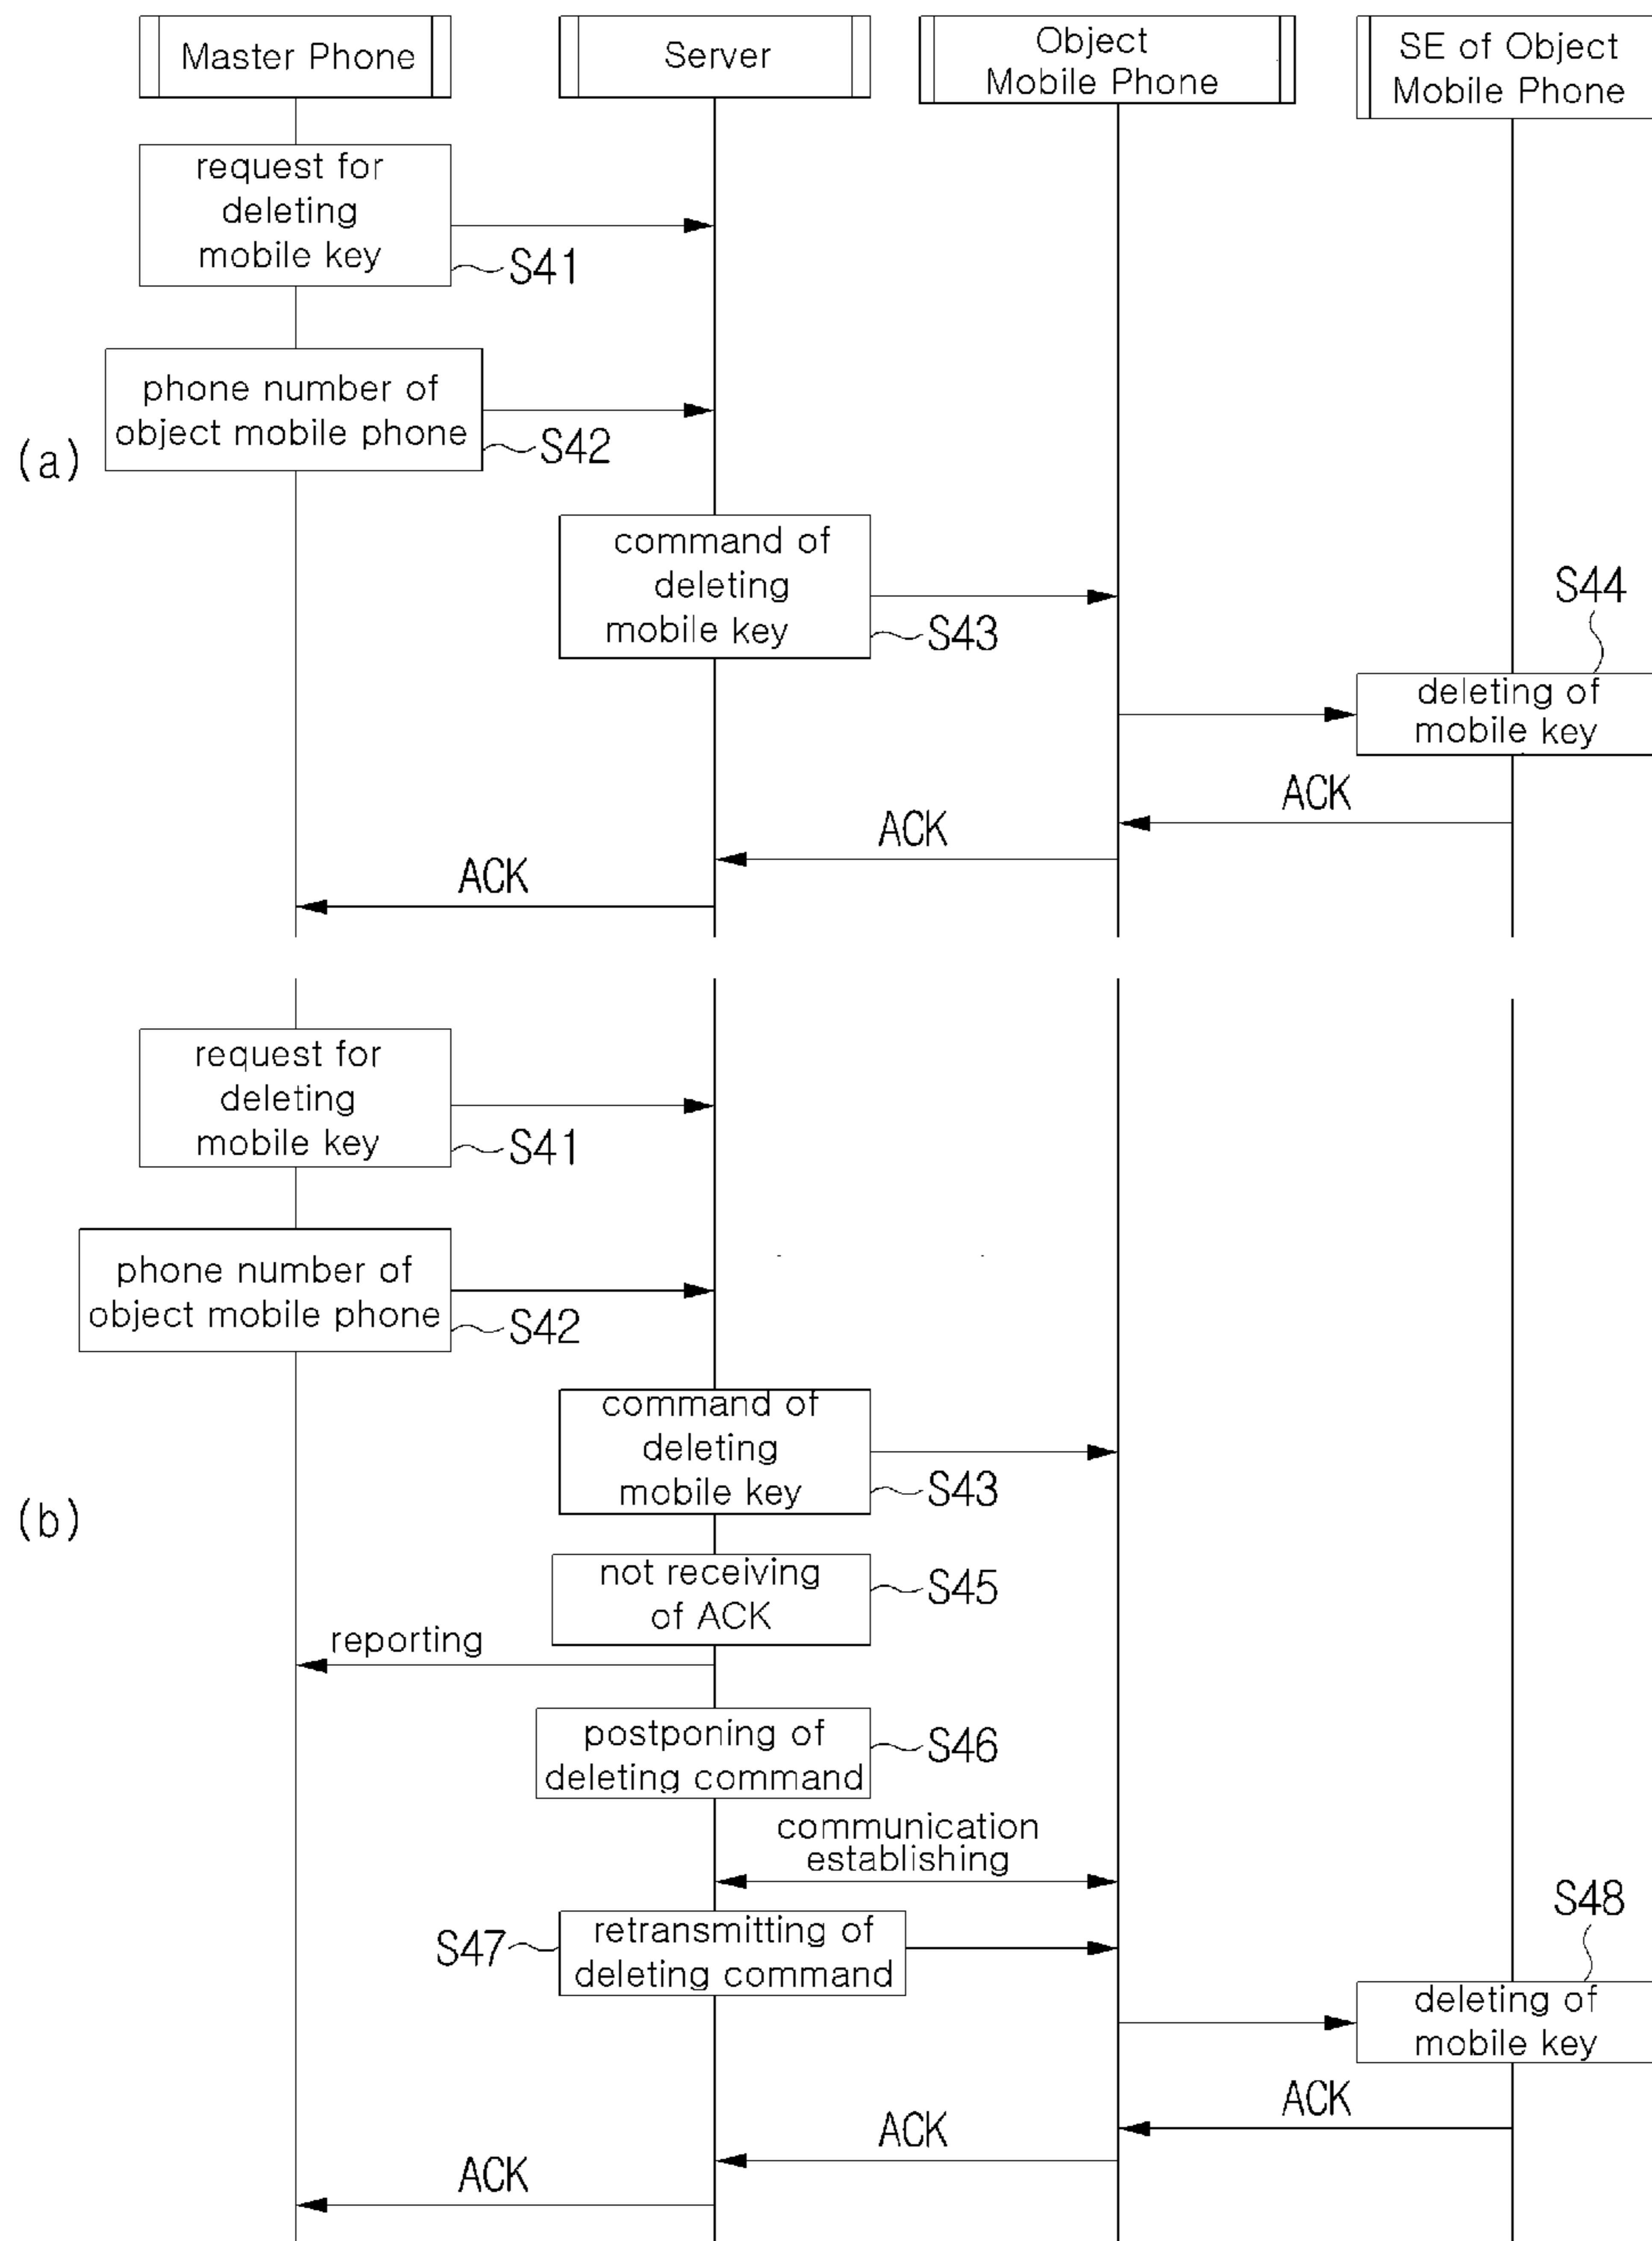 Master Phone
Server
Object
Mobile Phone
SE of Object
Mobile Phone
request for
deleting
mobile key
S41
phone number of
object mobile phone
S42
(a)
command of
deleting
mobile key
S43
S44
deleting of
mobile key
ACK
ACK
ACK
request for
deleting
mobile key
S41
phone number of
object mobile phone
S42
command of
deleting
mobile key
S43
(b)
not receiving
of ACK
S45
reporting
postponing of
deleting command
S46
communication
establishing
S47
retransmitting of
deleting command
S48
deleting of
mobile key
ACK
ACK
ACK